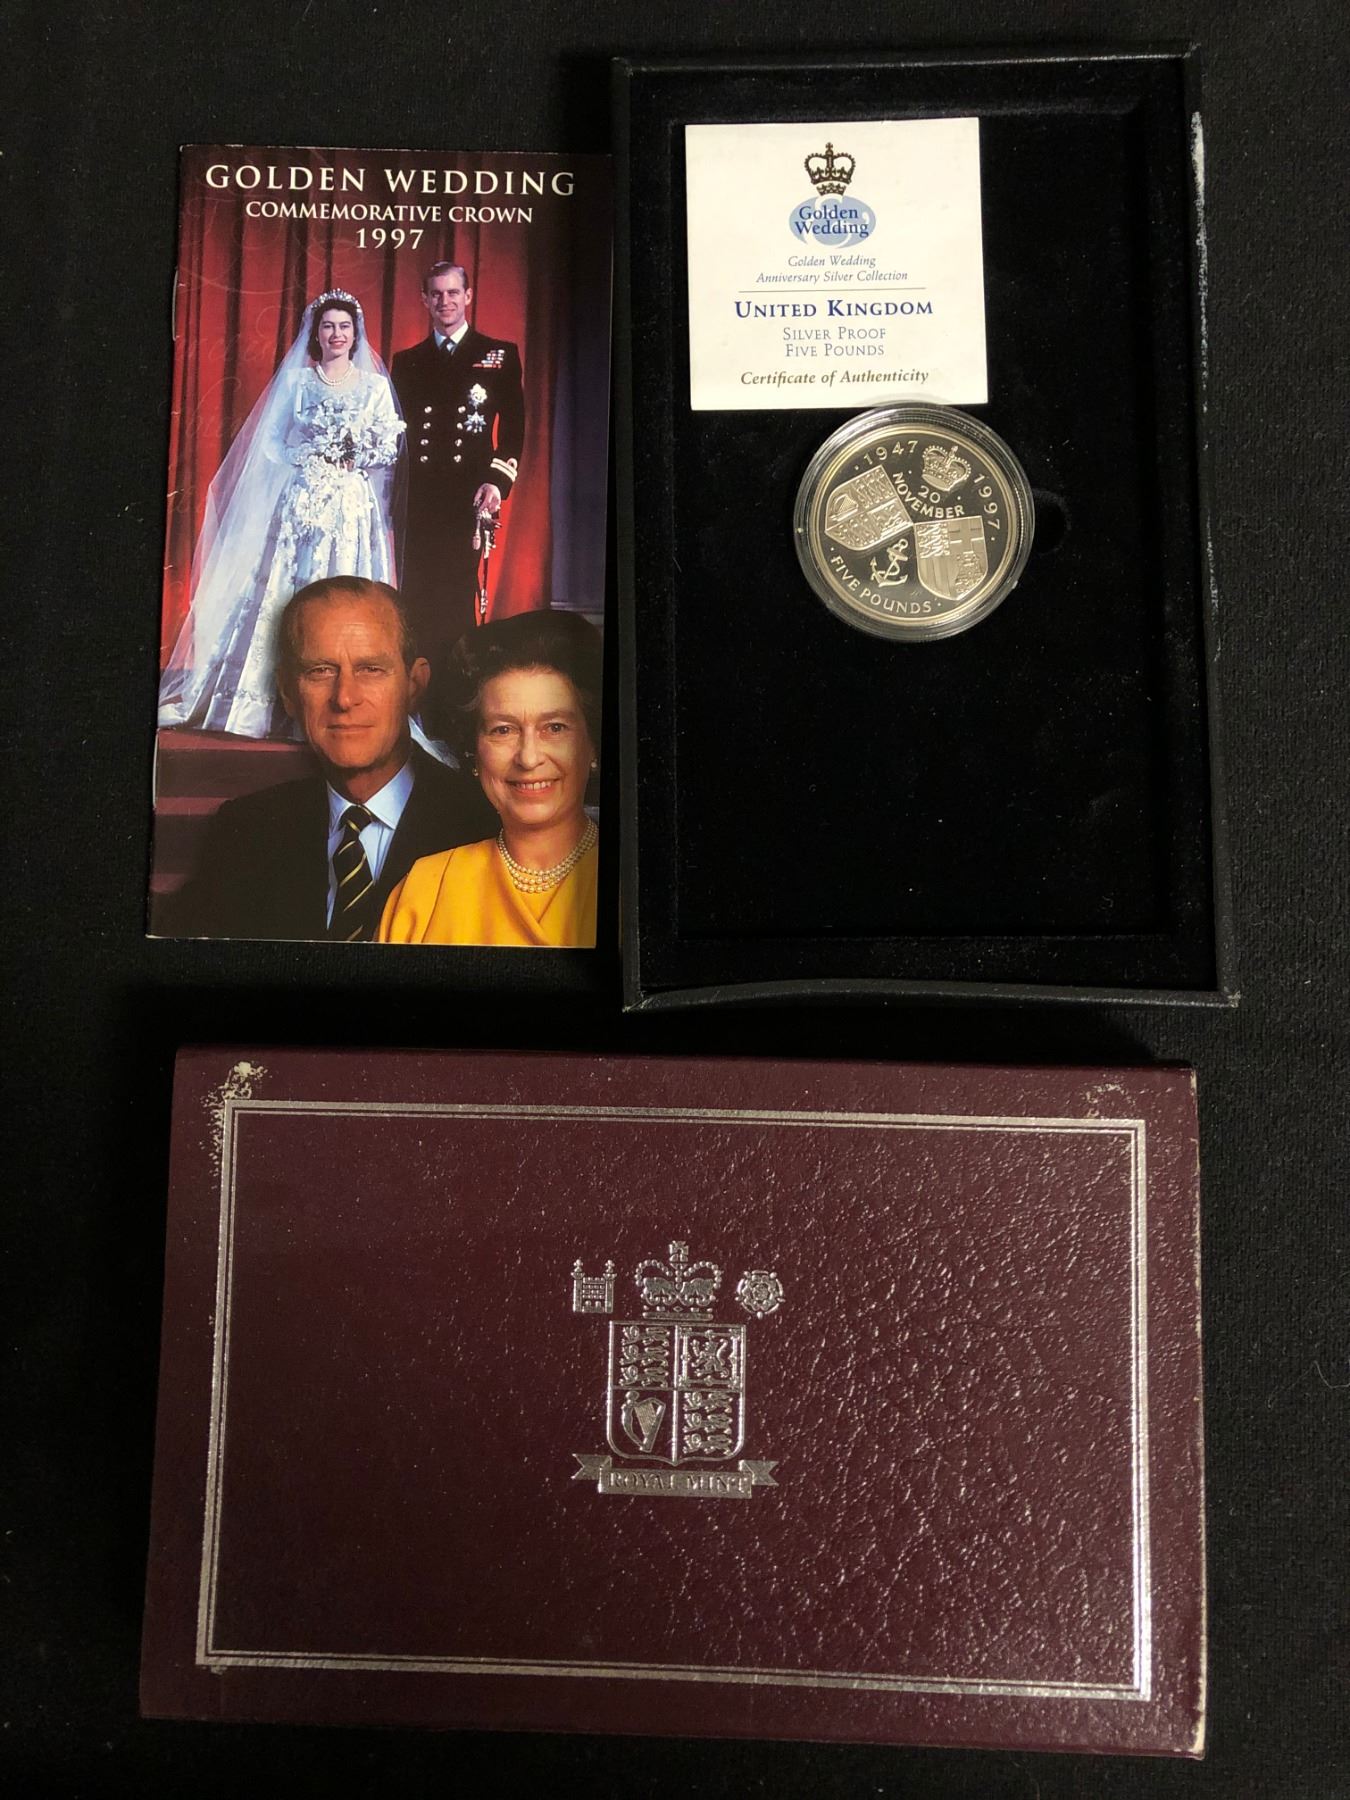 GOLDEN WEDDING
COMMEMORATIVE CROWN
1997
Golden
Wedding
Golden Wedding
Anniversary Silver Collection
UNITED KINGDOM
SILVER PROOF
FIVE POUNDS
Certificate of Authenticity
· 1947
1997 ·
20
NOVEMBER
· FIVE POUNDS ·
ROYAL MINT